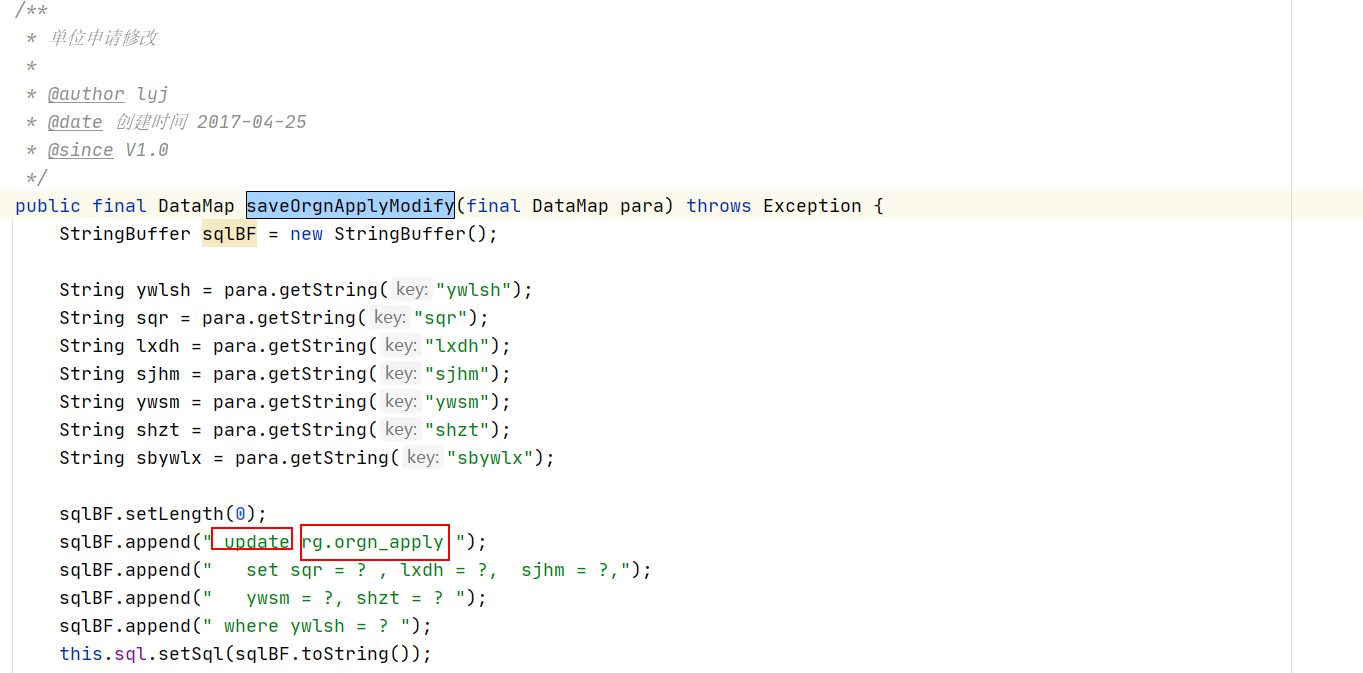 /**
* 单位申请修改
*
* @author lyj
* @date 创建时间 2017-04-25
* @since V1.0
*/
public final DataMap saveOrgnApplyModify(final DataMap para) throws Exception {
StringBuffer sqlBF = new StringBuffer();
String ywlsh = para.getString( key: "ywlsh");
String sqr = para.getString( key: "sqr");
String lxdh = para.getString( key: "lxdh");
String sjhm = para.getString( key: "sjhm");
String ywsm = para.getString( key: "ywsm");
String shzt = para.getString( key: "shzt");
String sbywlx = para.getString( key: "sbywlx");
sqlBF.setLength(0);
sqlBF.append(" update rg.orgn_apply ");
sqlBF.append("   set sqr = ? , lxdh = ?,  sjhm = ?,");
sqlBF.append("   ywsm = ?, shzt = ? ");
sqlBF.append(" where ywlsh = ? ");
this.sql.setSql(sqlBF.toString());